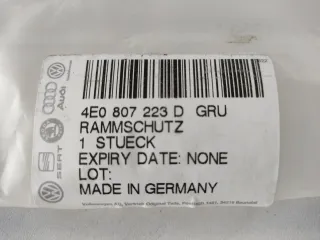 Audi
SEAT
4E0 807 223 D GRU
RAMMSCHUTZ
1 STUECK
EXPIRY DATE: NONE
LOT:
MADE IN GERMANY